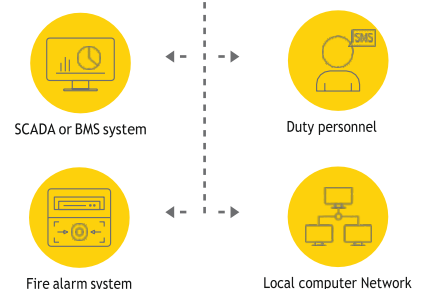 SMS
SCADA or BMS system
Duty personnel
Fire alarm system
Local computer Network